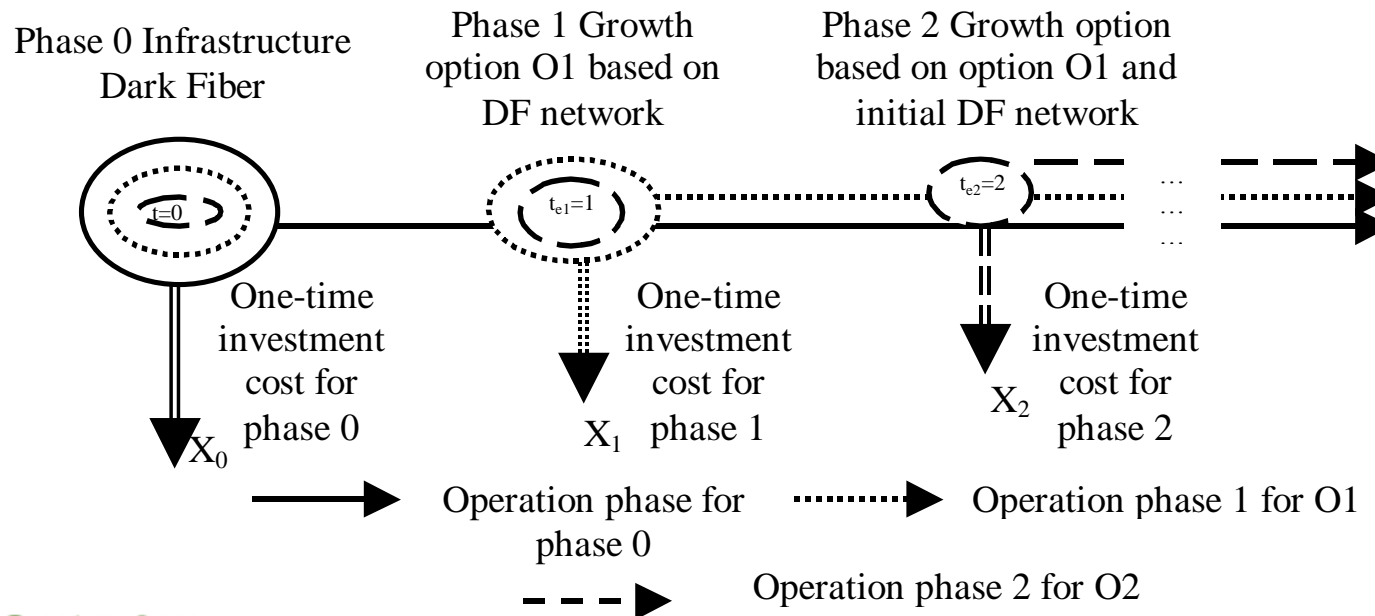 Phase 0 Infrastructure
Dark Fiber
Phase 1 Growth
option O1 based on
DF network
Phase 2 Growth option
based on option O1 and
initial DF network
t=0
te1=1
te2=2
…
…
…
One-time
investment
cost for
phase 0
X0
One-time
investment
cost for
phase 1
X1
One-time
investment
cost for
phase 2
X2
Operation phase for
phase 0
Operation phase 1 for O1
Operation phase 2 for O2